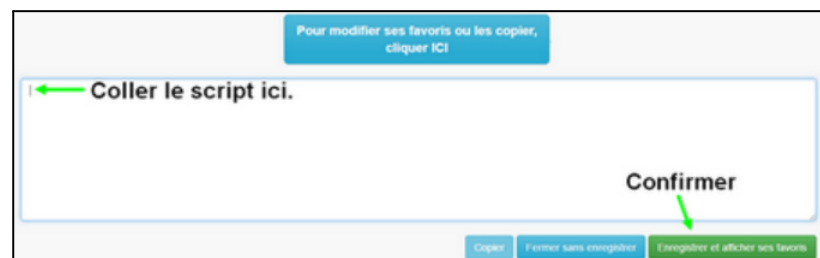 Pour modifier ses favoris ou les copier,
cliquer ICI
Coller le script ici.
Confirmer
Copier Fermer sans enregistrer Enregistrer et afficher ses favoris